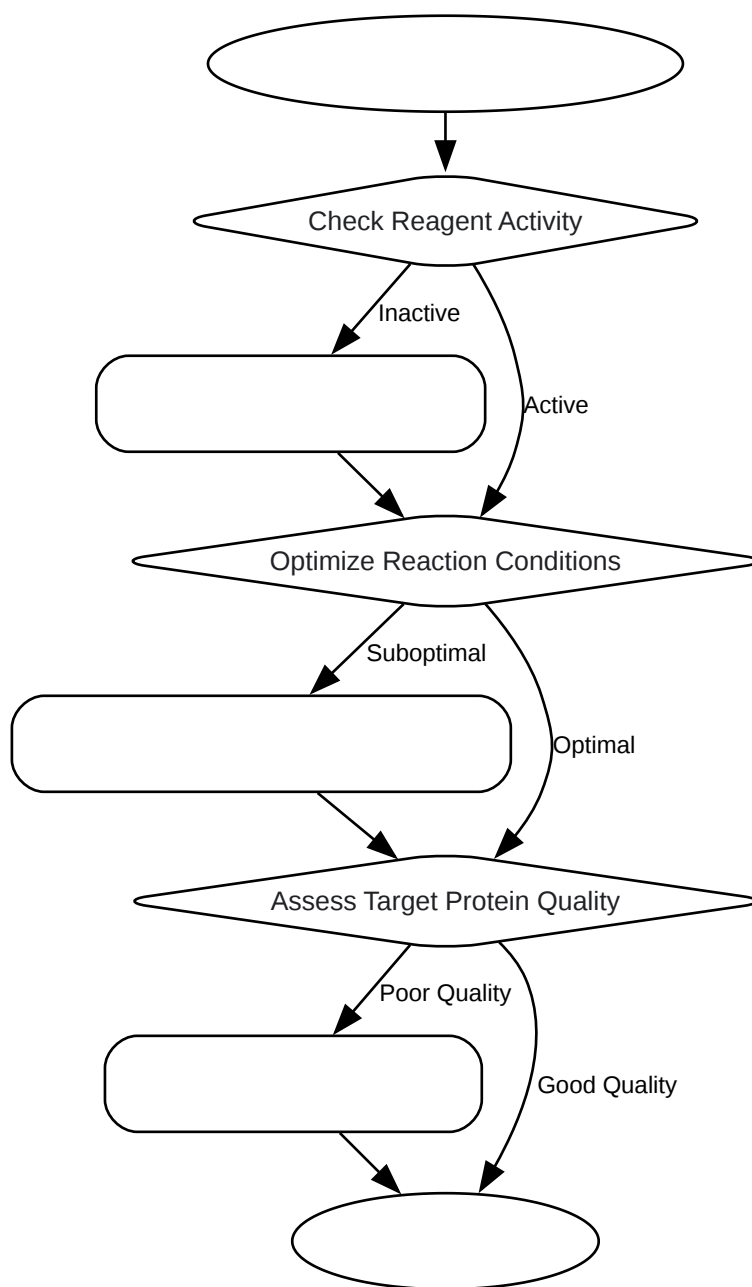 Check Reagent Activity
Inactive
Active
Optimize Reaction Conditions
Suboptimal
Optimal
Assess Target Protein Quality
Poor Quality
Good Quality